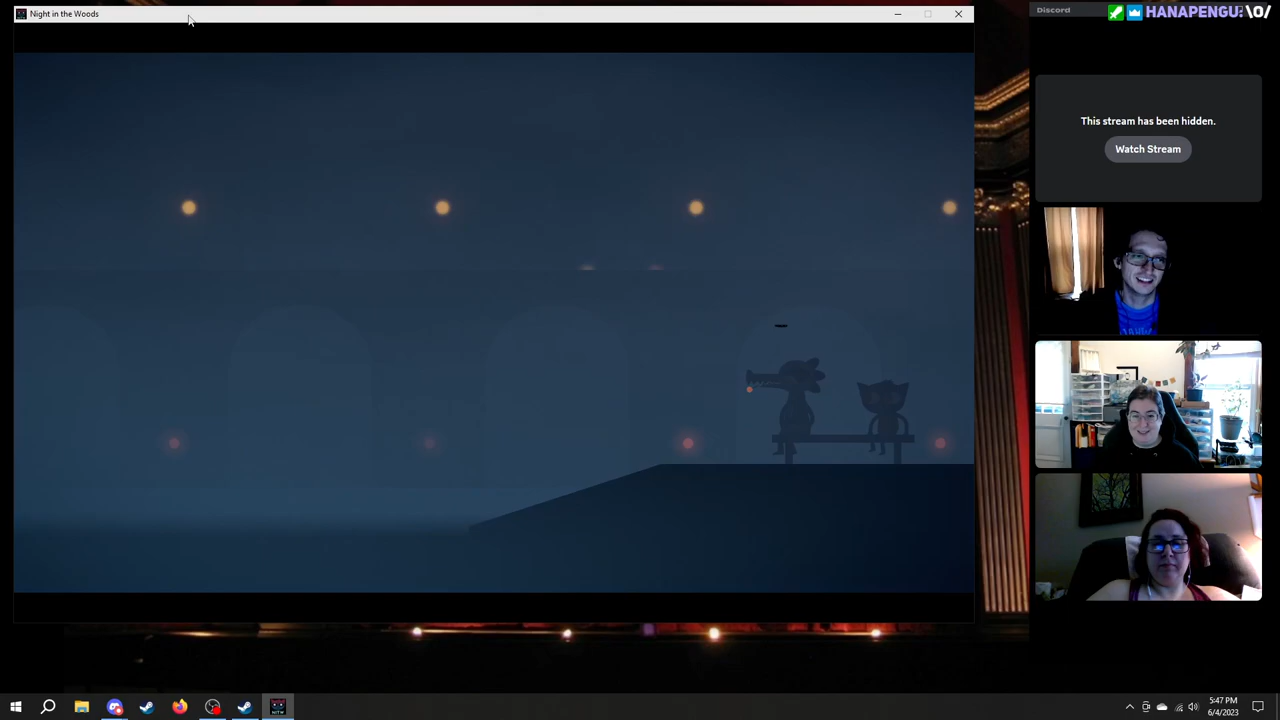 Night in the Woods
Discord
HANAPENGU!\O/
This stream has been hidden.
Watch Stream
5:47 PM
6/4/2023